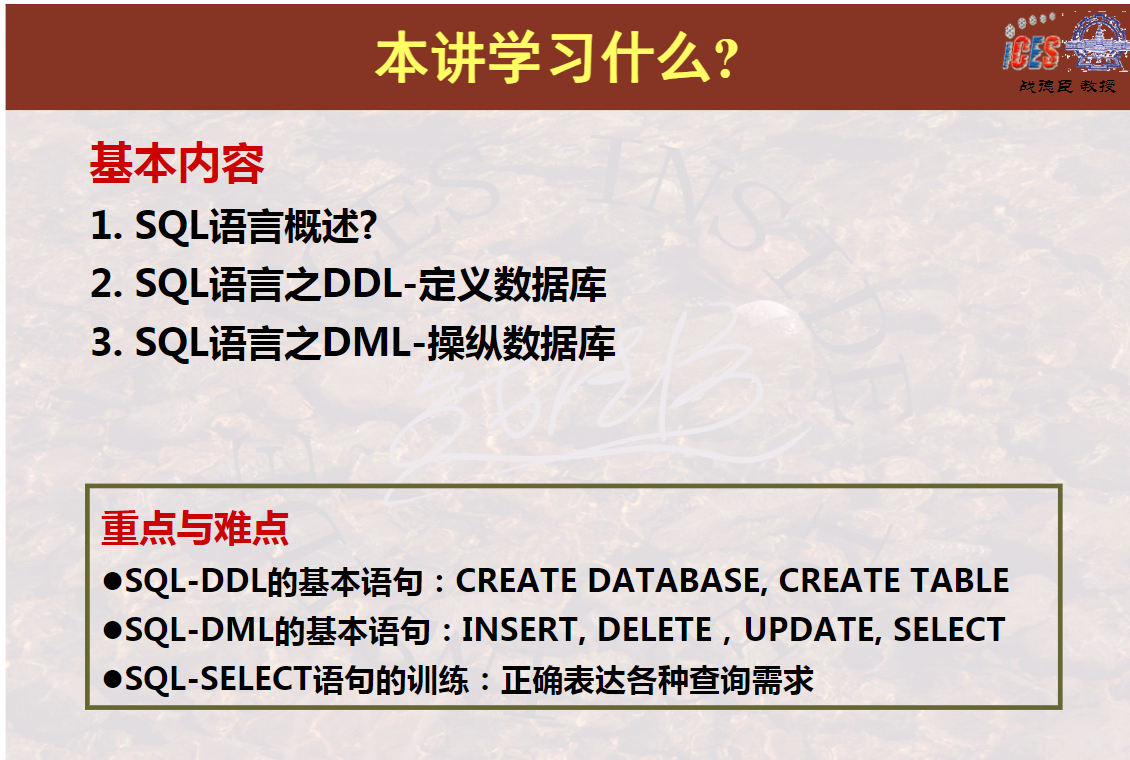 本讲学习什么?
iCES
战德臣 教授
基本内容
1. SQL语言概述?
2. SQL语言之DDL-定义数据库
3. SQL语言之DML-操纵数据库
重点与难点
●SQL-DDL的基本语句：CREATE DATABASE, CREATE TABLE
●SQL-DML的基本语句：INSERT, DELETE，UPDATE, SELECT
●SQL-SELECT语句的训练：正确表达各种查询需求